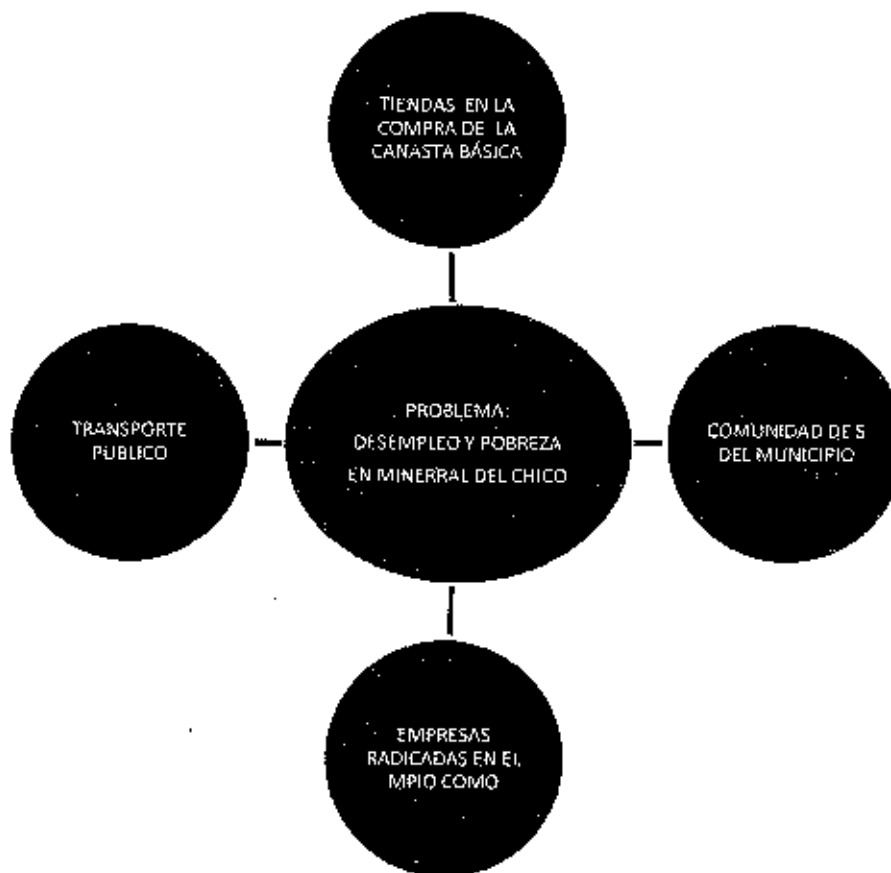 TIENDAS EN LA
COMPRA DE LA
CANASTA BÁSICA
TRANSPORTE
PÚBLICO
PROBLEMA:
DESEMPLEO Y POBREZA
EN MINERRAL DEL CHICO
COMUNIDAD DE S
DEL MUNICIPIO
EMPRESAS
RADICADAS EN EL
MPIO COMO